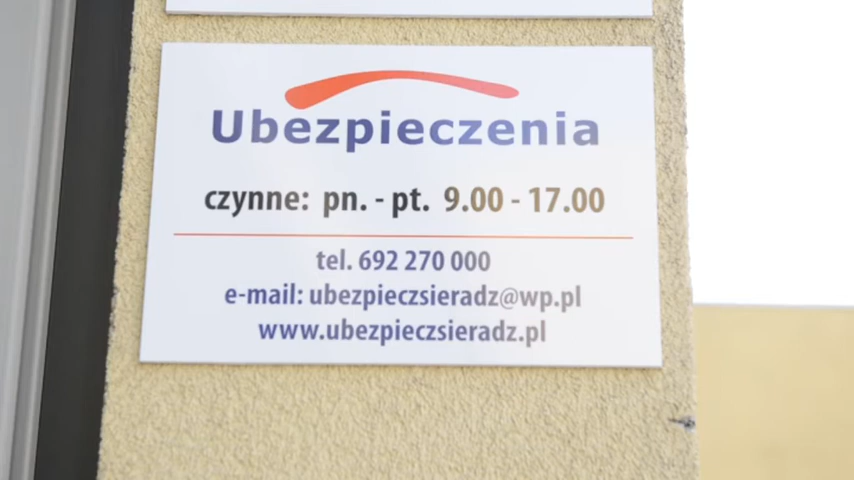 Ubezpieczenia
czynne: pn. - pt. 9.00 - 17.00
tel. 692 270 000
e-mail: ubezpieczsieradz@wp.pl
www.ubezpieczsieradz.pl